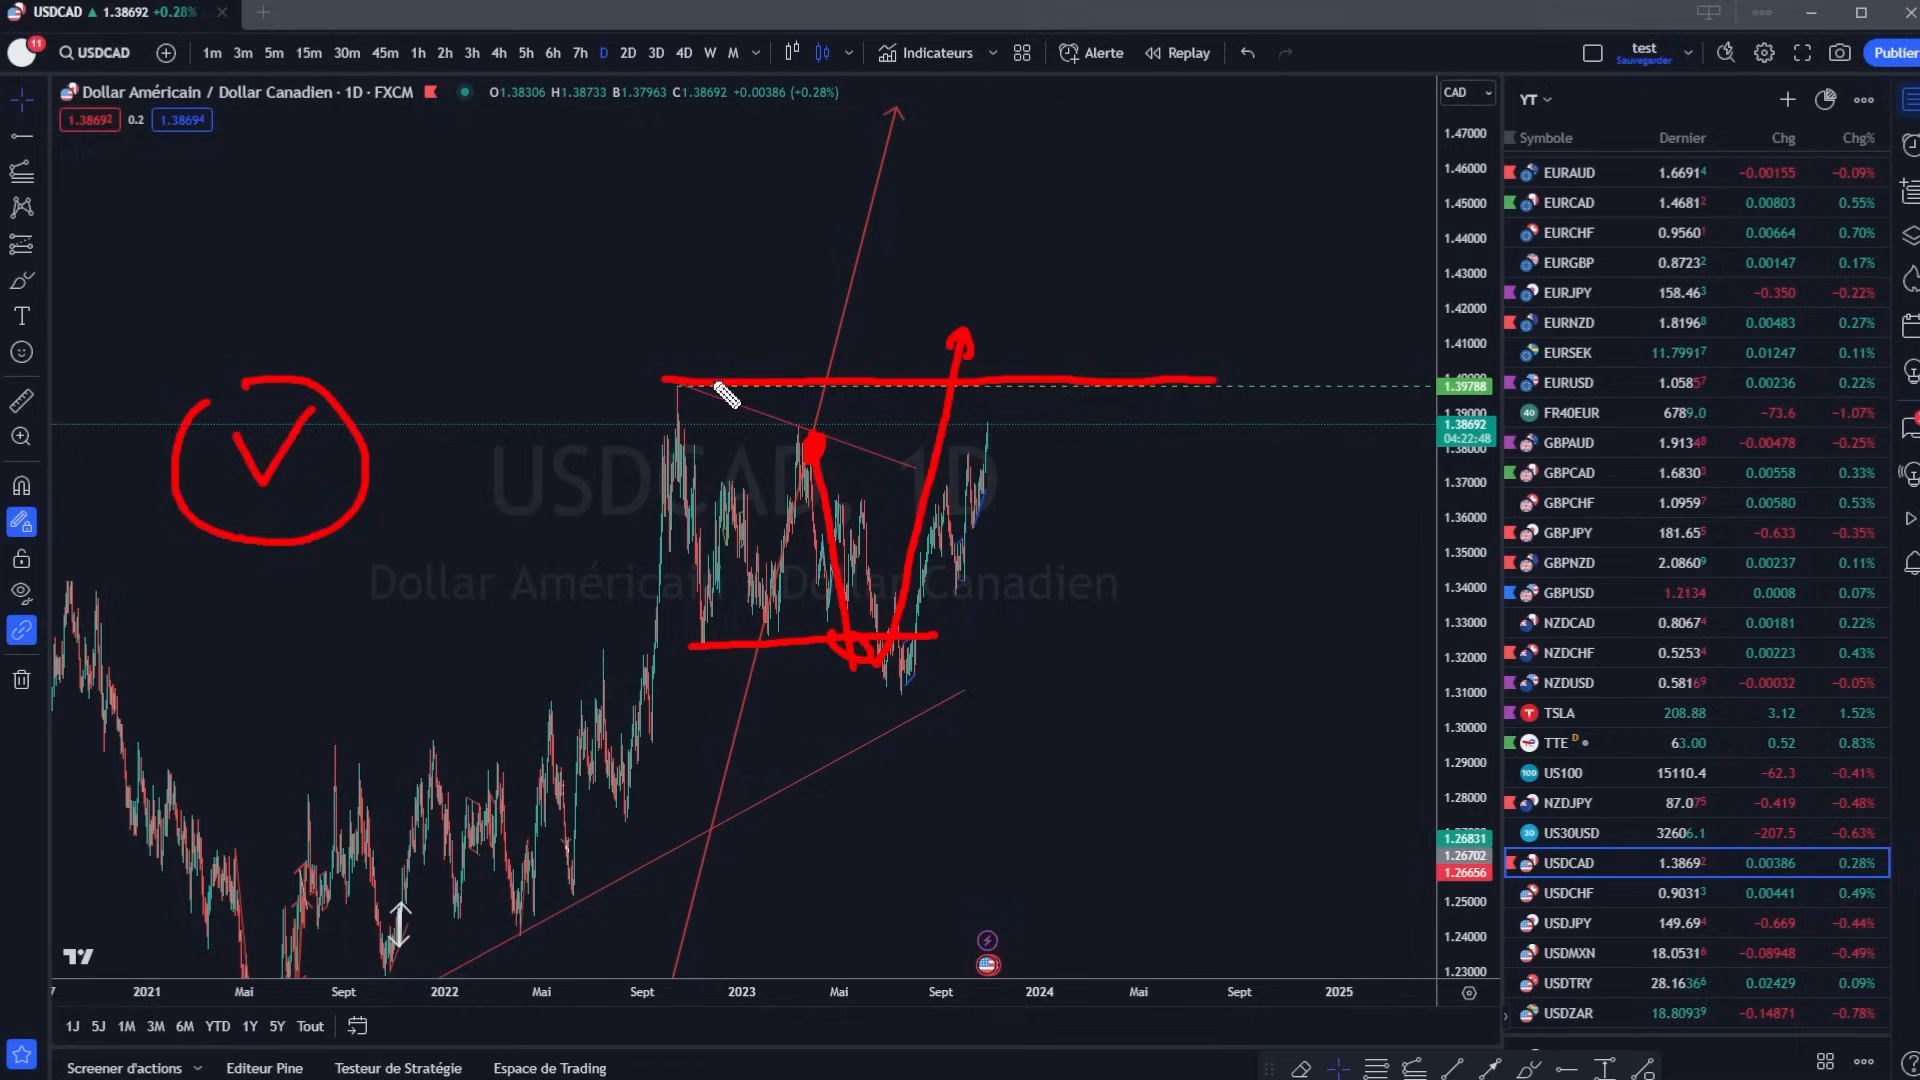 USDCAD ▲ 1.38692 +0.28%
11
USDCAD 1m 3m 5m 15m 30m 45m 1h 2h 3h 4h 5h 6h 7h D 2D 3D 4D W M Indicateurs Alerte Replay test Sauvegarder Publier
Dollar Américain / Dollar Canadien · 1D · FXCM O1.38306 H1.38733 B1.37963 C1.38692 +0.00386 (+0.28%)
1.38692 0.2 1.38694
USDCAD, 1D
Dollar Américain Dollar Canadien
CAD
1.47000
1.46000
1.45000
1.44000
1.43000
1.42000
1.41000
1.39788
1.39000
1.38692
04:22:48
1.38000
1.37000
1.36000
1.35000
1.34000
1.33000
1.32000
1.31000
1.30000
1.29000
1.28000
1.26831
1.26702
1.26656
1.25000
1.24000
1.23000
2021 Mai Sept 2022 Mai Sept 2023 Mai Sept 2024 Mai Sept 2025
1J 5J 1M 3M 6M YTD 1Y 5Y Tout
Screener d'actions Editeur Pine Testeur de Stratégie Espace de Trading
YT
Symbole Dernier Chg Chg%
EURAUD 1.66914 −0.00155 −0.09%
EURCAD 1.46812 0.00803 0.55%
EURCHF 0.95601 0.00664 0.70%
EURGBP 0.87232 0.00147 0.17%
EURJPY 158.463 −0.350 −0.22%
EURNZD 1.81968 0.00483 0.27%
EURSEK 11.79917 0.01247 0.11%
EURUSD 1.05857 0.00236 0.22%
40 FR40EUR 6789.0 −73.6 −1.07%
GBPAUD 1.91348 −0.00478 −0.25%
GBPCAD 1.68303 0.00558 0.33%
GBPCHF 1.09597 0.00580 0.53%
GBPJPY 181.655 −0.633 −0.35%
GBPNZD 2.08609 0.00237 0.11%
GBPUSD 1.2134 0.0008 0.07%
NZDCAD 0.80674 0.00181 0.22%
NZDCHF 0.52534 0.00223 0.43%
NZDUSD 0.58169 −0.00032 −0.05%
TSLA 208.88 3.12 1.52%
TTE D 63.00 0.52 0.83%
100 US100 15110.4 −62.3 −0.41%
NZDJPY 87.075 −0.419 −0.48%
30 US30USD 32606.1 −207.5 −0.63%
USDCAD 1.38692 0.00386 0.28%
USDCHF 0.90313 0.00441 0.49%
USDJPY 149.694 −0.669 −0.44%
USDMXN 18.05316 −0.08948 −0.49%
USDTRY 28.16366 0.02429 0.09%
USDZAR 18.80939 −0.14871 −0.78%